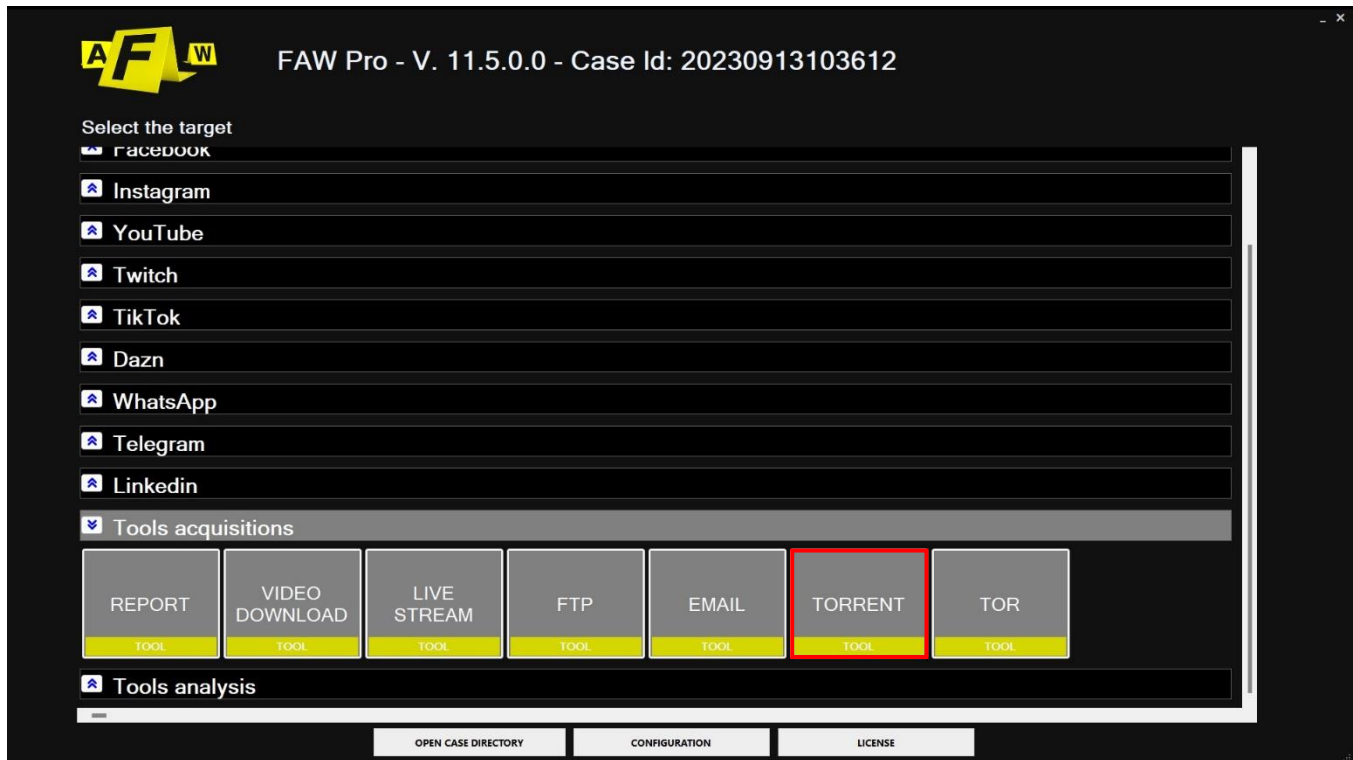 A F W
FAW Pro - V. 11.5.0.0 - Case Id: 20230913103612
Select the target
Facebook
Instagram
YouTube
Twitch
TikTok
Dazn
WhatsApp
Telegram
Linkedin
Tools acquisitions
REPORT
TOOL
VIDEO
DOWNLOAD
TOOL
LIVE
STREAM
TOOL
FTP
TOOL
EMAIL
TOOL
TORRENT
TOOL
TOR
TOOL
Tools analysis
OPEN CASE DIRECTORY
CONFIGURATION
LICENSE